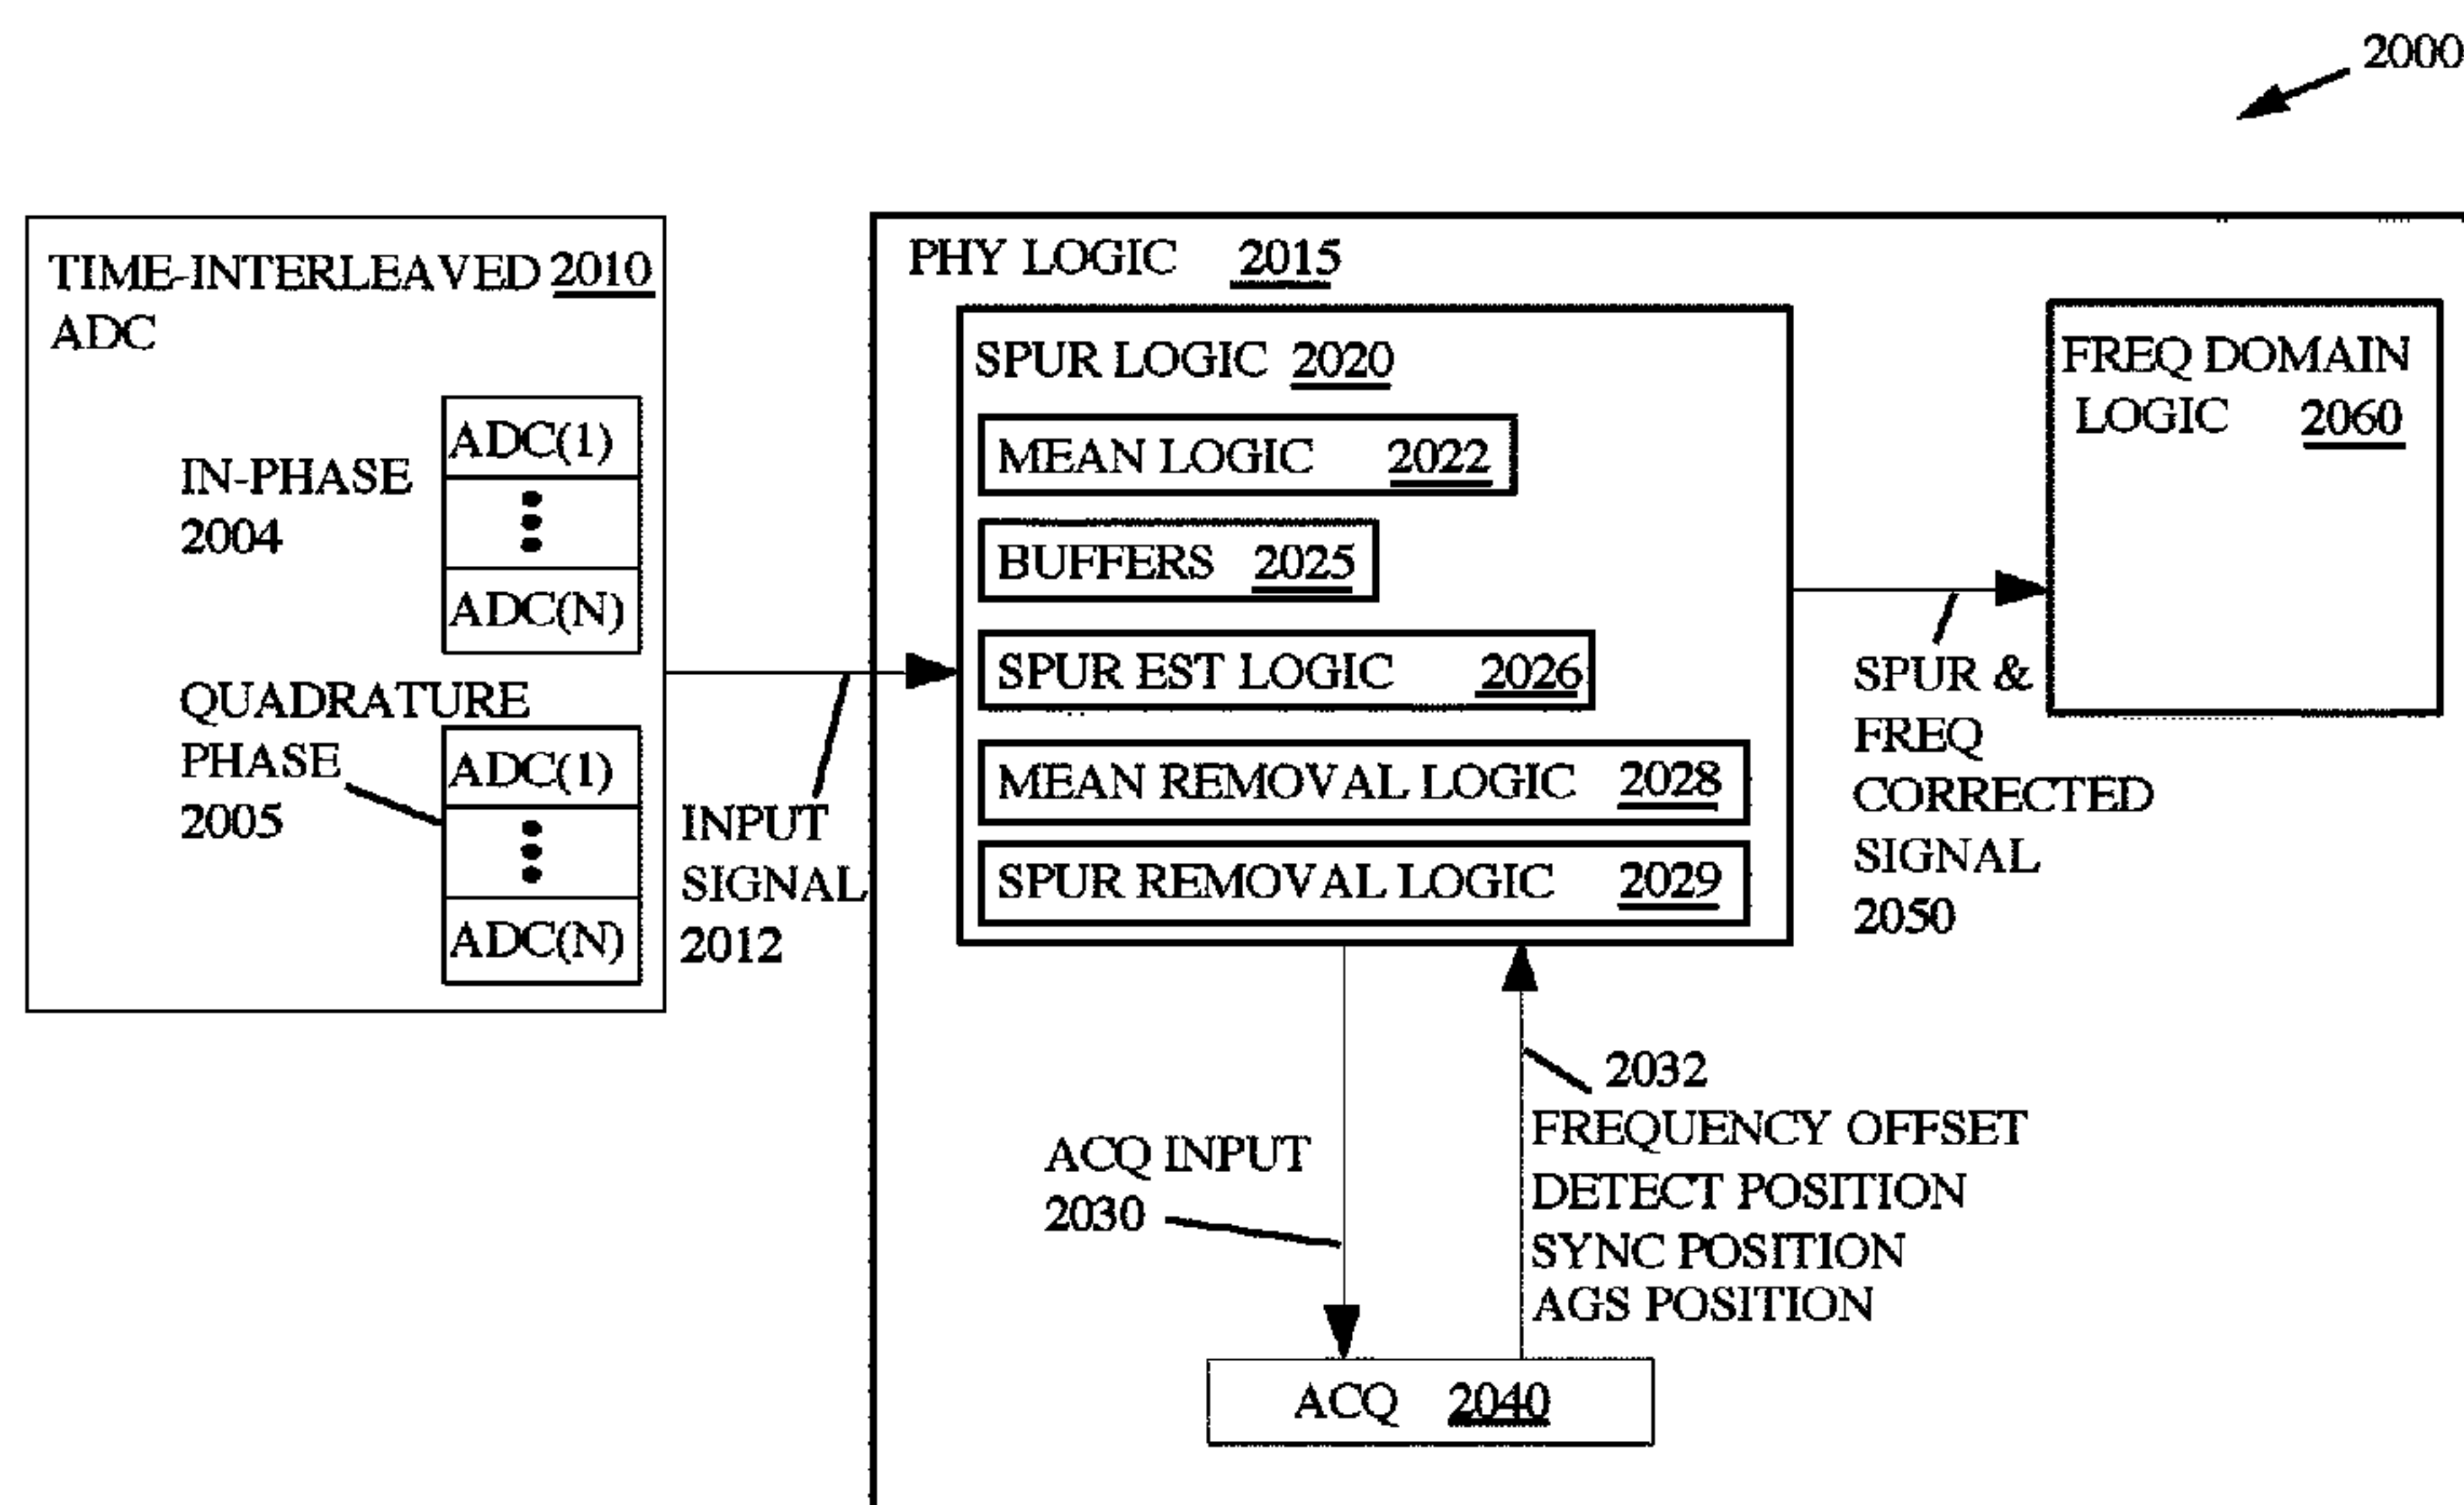 2000
TIME-INTERLEAVED 2010
ADC
IN-PHASE
2004
ADC(1)
ADC(N)
QUADRATURE
PHASE
2005
ADC(1)
ADC(N)
INPUT
SIGNAL
2012
PHY LOGIC 2015
SPUR LOGIC 2020
MEAN LOGIC 2022
BUFFERS 2025
SPUR EST LOGIC 2026
MEAN REMOVAL LOGIC 2028
SPUR REMOVAL LOGIC 2029
SPUR &
FREQ
CORRECTED
SIGNAL
2050
FREQ DOMAIN
LOGIC 2060
ACQ INPUT
2030
2032
FREQUENCY OFFSET
DETECT POSITION
SYNC POSITION
AGS POSITION
ACQ 2040